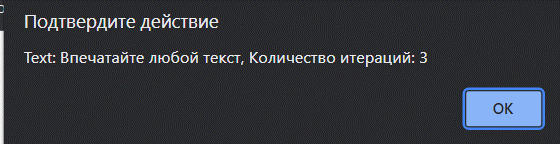 Подтвердите действие
Text: Впечатайте любой текст, Количество итераций: 3
OK